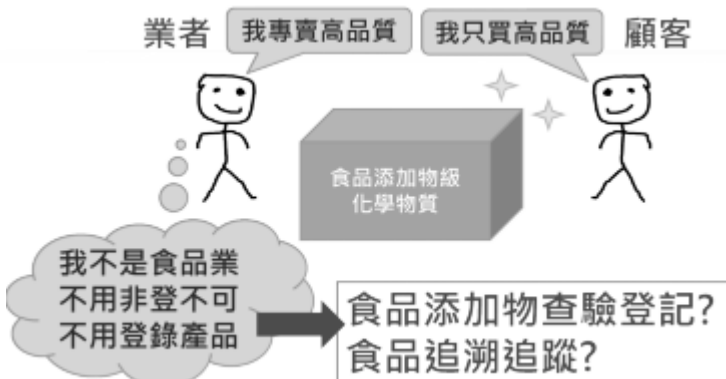 業者
我專賣高品質
我只買高品質
顧客
食品添加物級
化學物質
我不是食品業
不用非登不可
不用登錄產品
食品添加物查驗登記?
食品追溯追蹤?